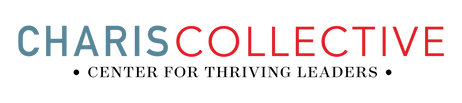 CHARISCOLLECTIVE
• CENTER FOR THRIVING LEADERS •